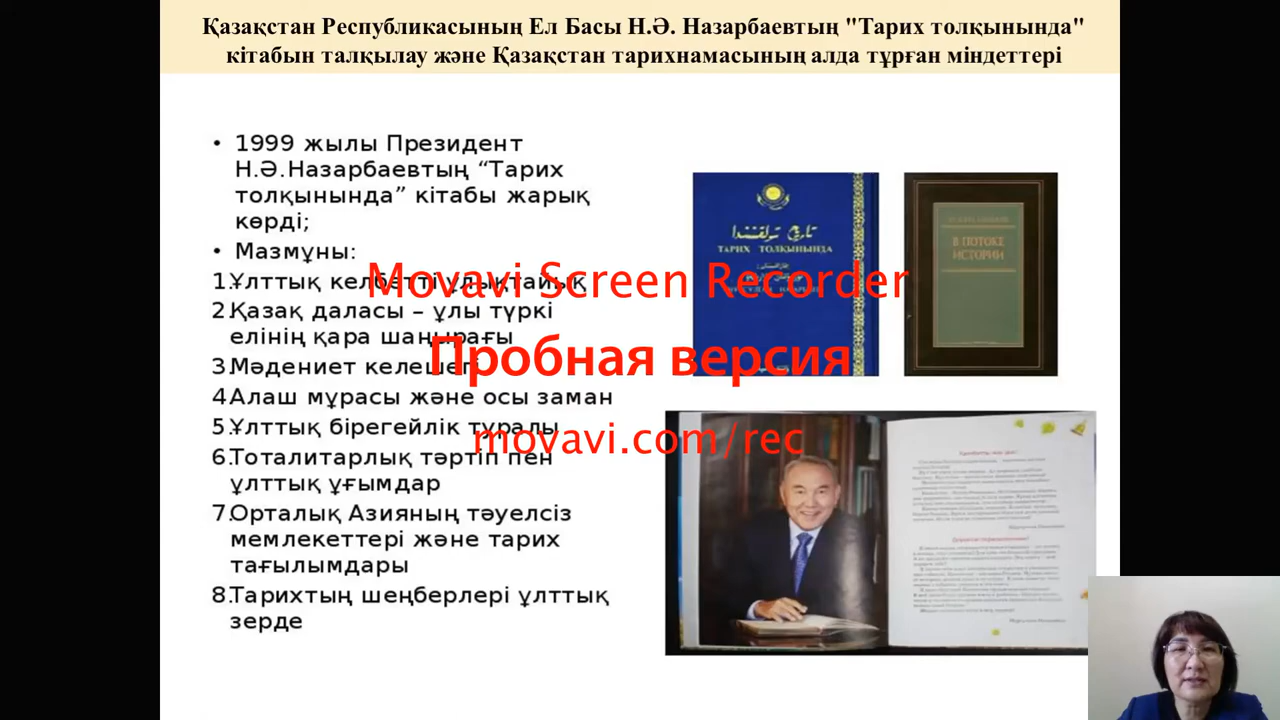 Қазақстан Республикасының Ел Басы Н.Ә. Назарбаевтың "Тарих толқынында"
кітабын талқылау және Қазақстан тарихнамасының алда тұрған міндеттері
• 1999 жылы Президент
Н.Ә.Назарбаевтың “Тарих
толқынында” кітабы жарық
көрді;
• Мазмұны:
1.Ұлттық келбетті ұлықтайық
2.Қазақ даласы – ұлы түркі
елінің қара шаңырағы
3.Мәдениет келешегі
4Алаш мұрасы және осы заман
5.Ұлттық бірегейлік туралы
6.Тоталитарлық тәртіп пен
ұлттық ұғымдар
7.Орталық Азияның тәуелсіз
мемлекеттері және тарих
тағылымдары
8.Тарихтың шеңберлері ұлттық
зерде
Movavi Screen Recorder
Пробная версия
movavi.com/rec
ТАРИХ ТОЛҚЫНЫНДА
В ПОТОКЕ
ИСТОРИИ